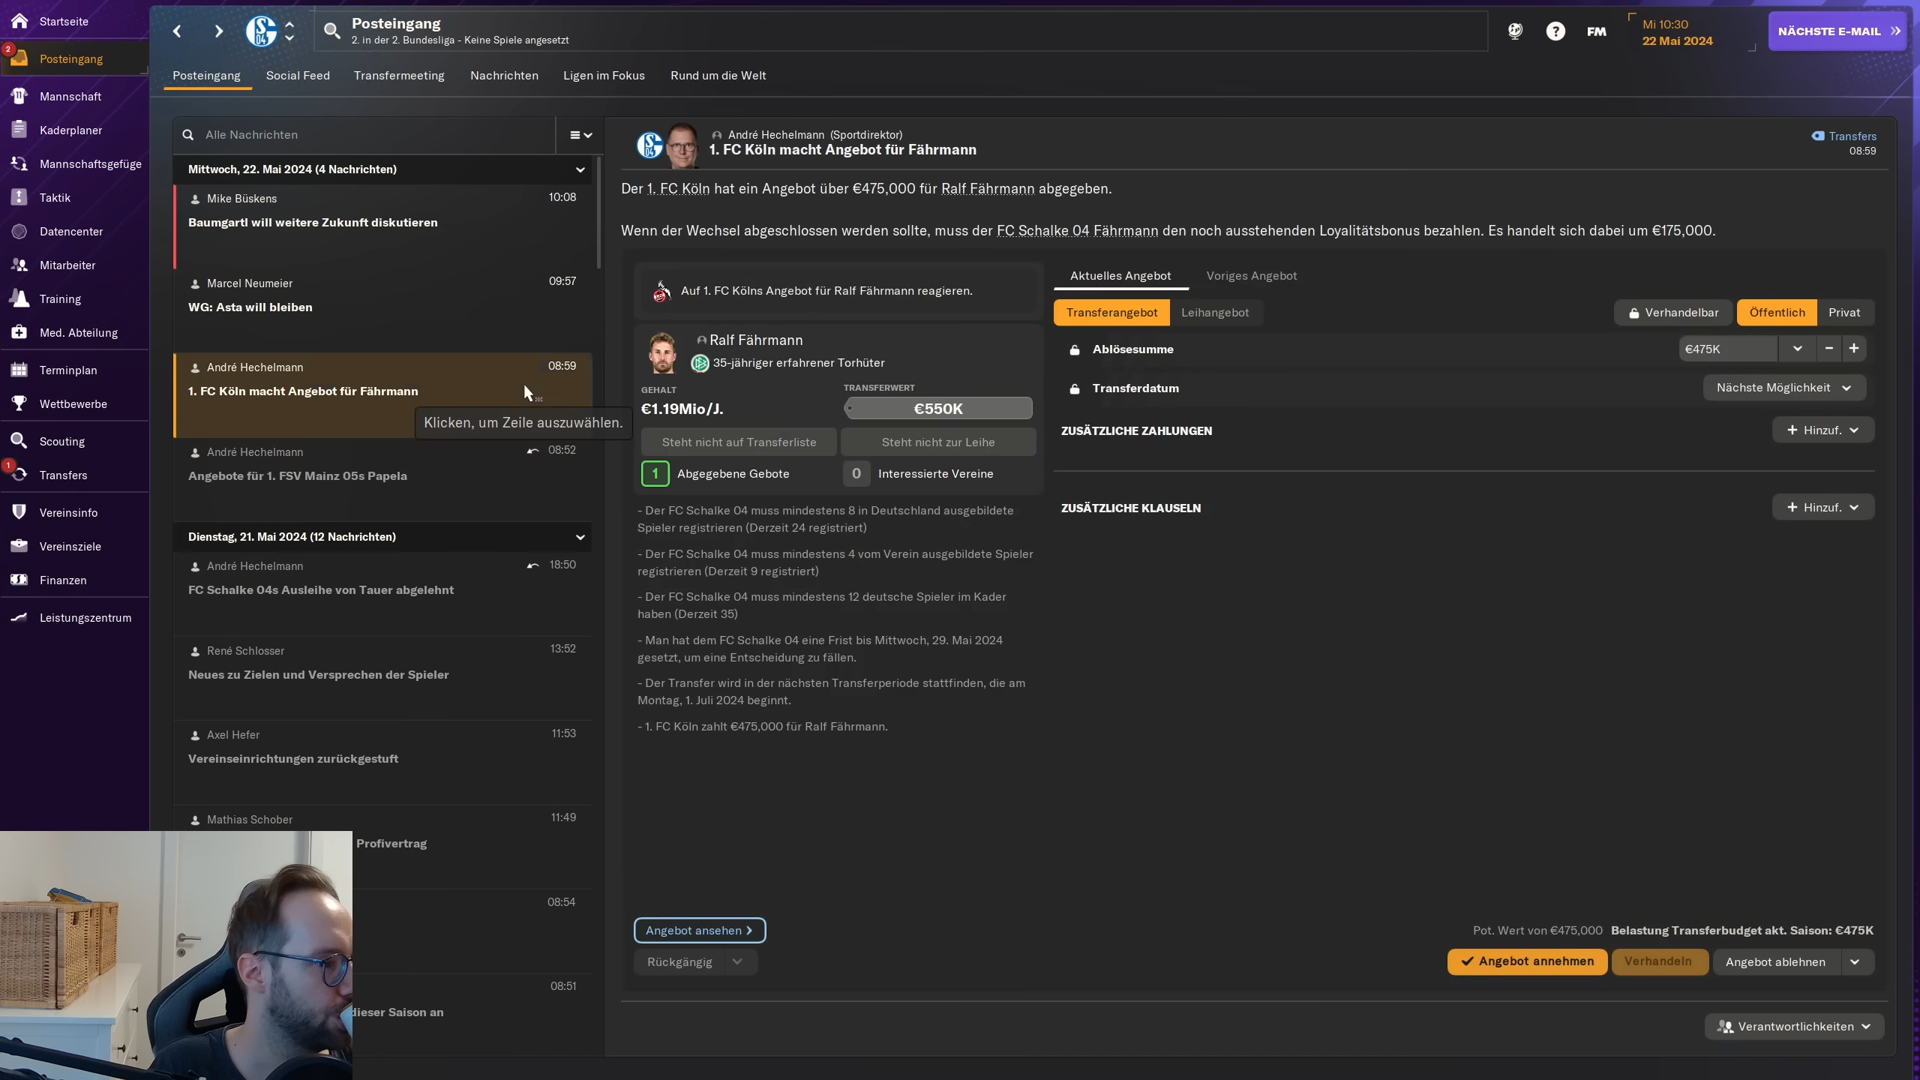 Startseite
2
Posteingang
Mannschaft
Kaderplaner
Mannschaftsgefüge
Taktik
Datencenter
Mitarbeiter
Training
Med. Abteilung
Terminplan
Wettbewerbe
Scouting
1
Transfers
Vereinsinfo
Vereinsziele
Finanzen
Leistungszentrum
Posteingang
2. in der 2. Bundesliga - Keine Spiele angesetzt
FM
Mi 10:30
22 Mai 2024
NÄCHSTE E-MAIL
Posteingang Social Feed Transfermeeting Nachrichten Ligen im Fokus Rund um die Welt
Alle Nachrichten
Mittwoch, 22. Mai 2024 (4 Nachrichten)
Mike Büskens 10:08
Baumgartl will weitere Zukunft diskutieren
Marcel Neumeier 09:57
WG: Asta will bleiben
André Hechelmann 08:59
1. FC Köln macht Angebot für Fährmann
Klicken, um Zeile auszuwählen.
André Hechelmann 08:52
Angebote für 1. FSV Mainz 05s Papela
Dienstag, 21. Mai 2024 (12 Nachrichten)
André Hechelmann 18:50
FC Schalke 04s Ausleihe von Tauer abgelehnt
René Schlosser 13:52
Neues zu Zielen und Versprechen der Spieler
Axel Hefer 11:53
Vereinseinrichtungen zurückgestuft
Mathias Schober 11:49
Profivertrag
08:54
08:51
dieser Saison an
André Hechelmann (Sportdirektor)
1. FC Köln macht Angebot für Fährmann
Transfers
08:59
Der 1. FC Köln hat ein Angebot über €475,000 für Ralf Fährmann abgegeben.
Wenn der Wechsel abgeschlossen werden sollte, muss der FC Schalke 04 Fährmann den noch ausstehenden Loyalitätsbonus bezahlen. Es handelt sich dabei um €175,000.
Auf 1. FC Kölns Angebot für Ralf Fährmann reagieren.
Ralf Fährmann
35-jähriger erfahrener Torhüter
GEHALT TRANSFERWERT
€1.19Mio/J. €550K
Steht nicht auf Transferliste Steht nicht zur Leihe
1 Abgegebene Gebote 0 Interessierte Vereine
- Der FC Schalke 04 muss mindestens 8 in Deutschland ausgebildete
Spieler registrieren (Derzeit 24 registriert)
- Der FC Schalke 04 muss mindestens 4 vom Verein ausgebildete Spieler
registrieren (Derzeit 9 registriert)
- Der FC Schalke 04 muss mindestens 12 deutsche Spieler im Kader
haben (Derzeit 35)
- Man hat dem FC Schalke 04 eine Frist bis Mittwoch, 29. Mai 2024
gesetzt, um eine Entscheidung zu fällen.
- Der Transfer wird in der nächsten Transferperiode stattfinden, die am
Montag, 1. Juli 2024 beginnt.
- 1. FC Köln zahlt €475,000 für Ralf Fährmann.
Aktuelles Angebot Voriges Angebot
Transferangebot Leihangebot Verhandelbar Öffentlich Privat
Ablösesumme €475K
Transferdatum Nächste Möglichkeit
ZUSÄTZLICHE ZAHLUNGEN Hinzuf.
ZUSÄTZLICHE KLAUSELN Hinzuf.
Angebot ansehen
Rückgängig
Pot. Wert von €475,000 Belastung Transferbudget akt. Saison: €475K
Angebot annehmen Verhandeln Angebot ablehnen
Verantwortlichkeiten